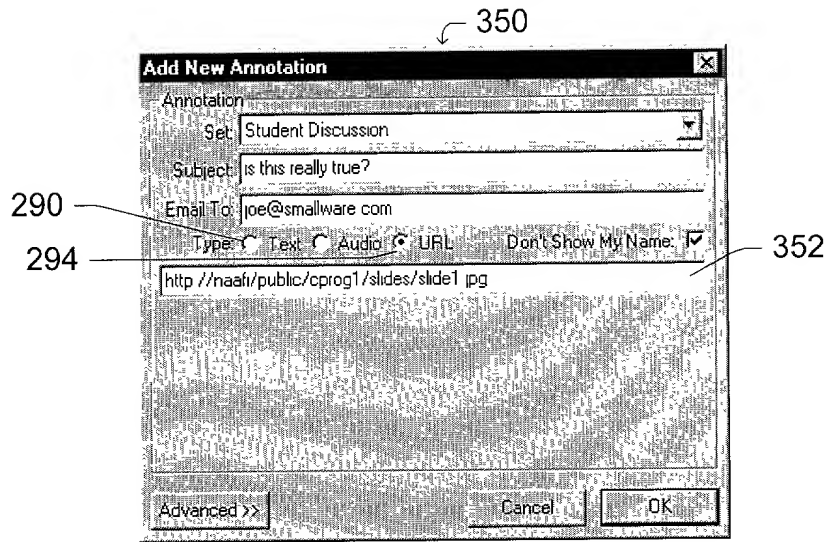 350
Add New Annotation
Annotation
Set: Student Discussion
Subject: is this really true?
Email To: joe@smallware com
290
Type: Text Audio URL Don't Show My Name:
294
352
http //naafi/public/cprog1/slides/slide1 jpg
Advanced >> Cancel OK